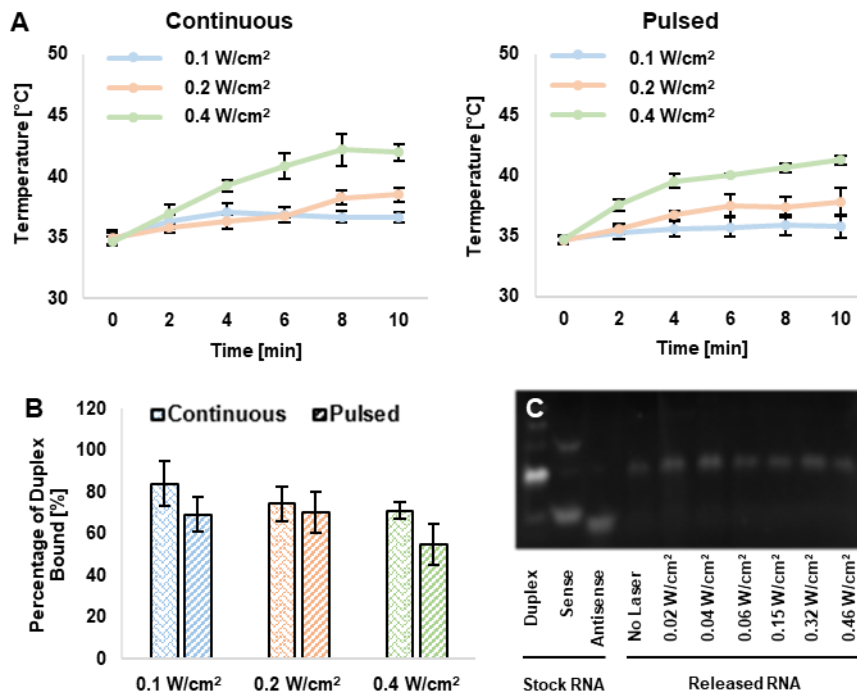 A
Continuous
Pulsed
50
45
40
35
30
Termperature [°C]
0.1 W/cm²
0.2 W/cm²
0.4 W/cm²
0 2 4 6 8 10
Time [min]
50
45
40
35
30
Termperature [°C]
0.1 W/cm²
0.2 W/cm²
0.4 W/cm²
0 2 4 6 8 10
Time [min]
B
120
100
80
60
40
20
0
Percentage of Duplex
Bound [%]
Continuous Pulsed
0.1 W/cm² 0.2 W/cm² 0.4 W/cm²
C
Duplex
Sense
Antisense
No Laser
0.02 W/cm²
0.04 W/cm²
0.06 W/cm²
0.15 W/cm²
0.32 W/cm²
0.46 W/cm²
Stock RNA
Released RNA